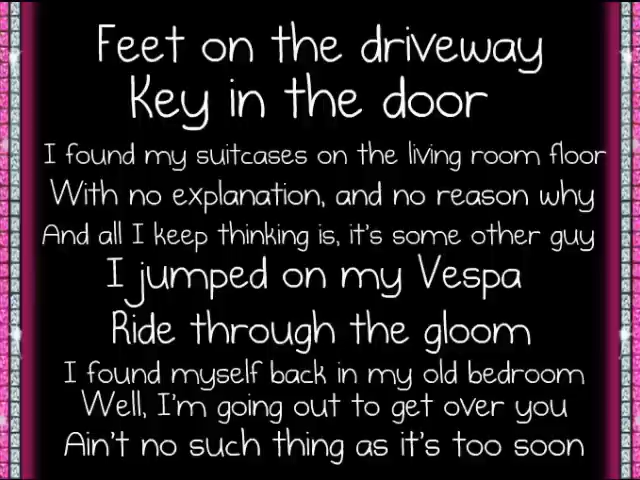 Feet on the driveway
Key in the door
I found my suitcases on the living room floor
With no explanation, and no reason why
And all I keep thinking is, it's some other guy
I jumped on my Vespa
Ride through the gloom
I found myself back in my old bedroom
Well, I'm going out to get over you
Ain't no such thing as it's too soon